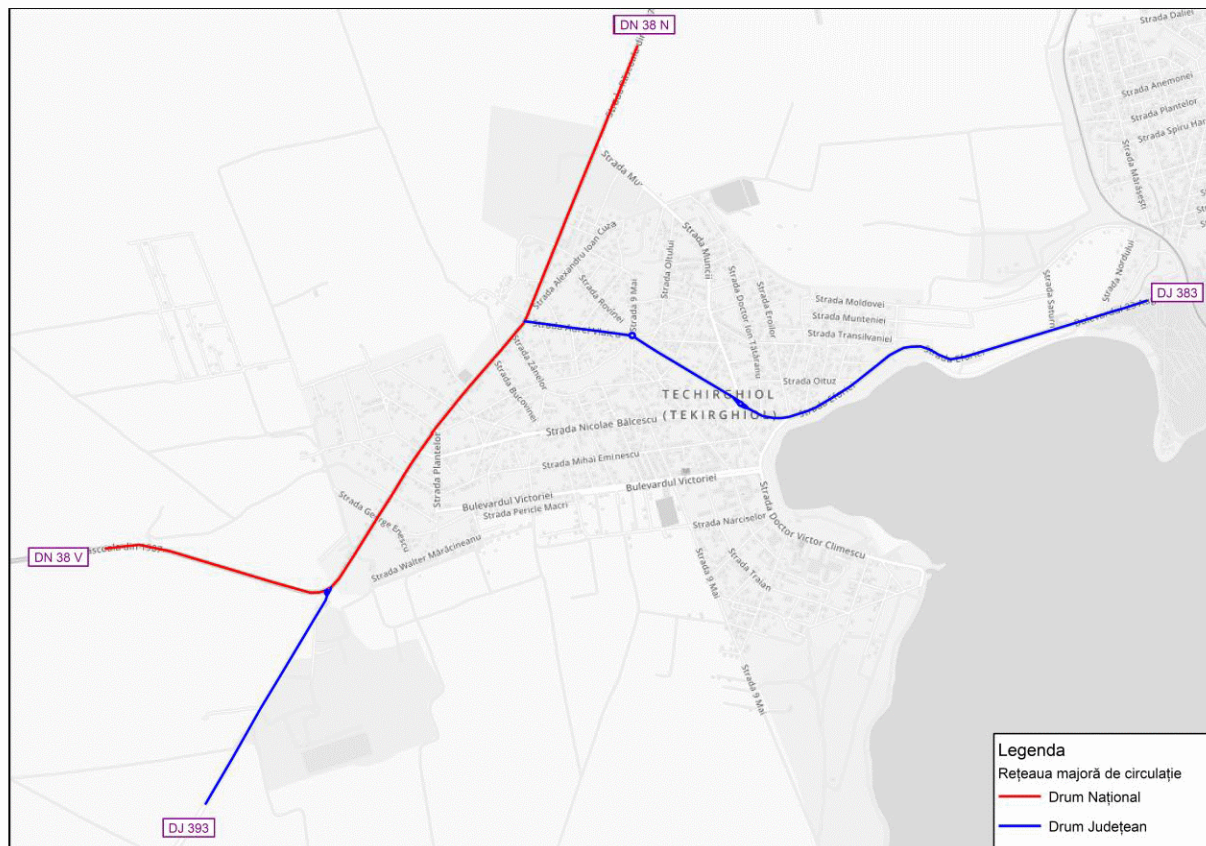 DN 38 N
Strada Daliei
Strada Anemonei
Strada Plantelor
Strada Spiru Har
Strada Mărășești
Strada Mu
Strada Alexandru Ioan Cuza
Strada Oltului
Strada Muncii
Strada Rovinei
Strada 9 Mai
Strada Doctor Ion Tătăranu
Strada Eroilor
Strada Moldovei
Strada Munteniei
Strada Transilvaniei
Strada Saturn
Strada Nordului
DJ 383
Strada Zânelor
Strada Bucovinei
Strada Oituz
TECHIRGHIOL
(TEKIRGHIOL)
Strada Eforiei
Strada Nicolae Bălcescu
Strada Plantelor
Strada Mihai Eminescu
Bulevardul Victoriei
Bulevardul Victoriei
Strada Pericle Macri
Strada George Enescu
Strada Walter Mărăcineanu
Strada Narciselor
Strada Doctor Victor Climescu
Strada Traian
Strada 9 Mai
Strada 9 Mai
DN 38 V
DJ 393
Legenda
Rețeaua majoră de circulație
Drum Național
Drum Județean